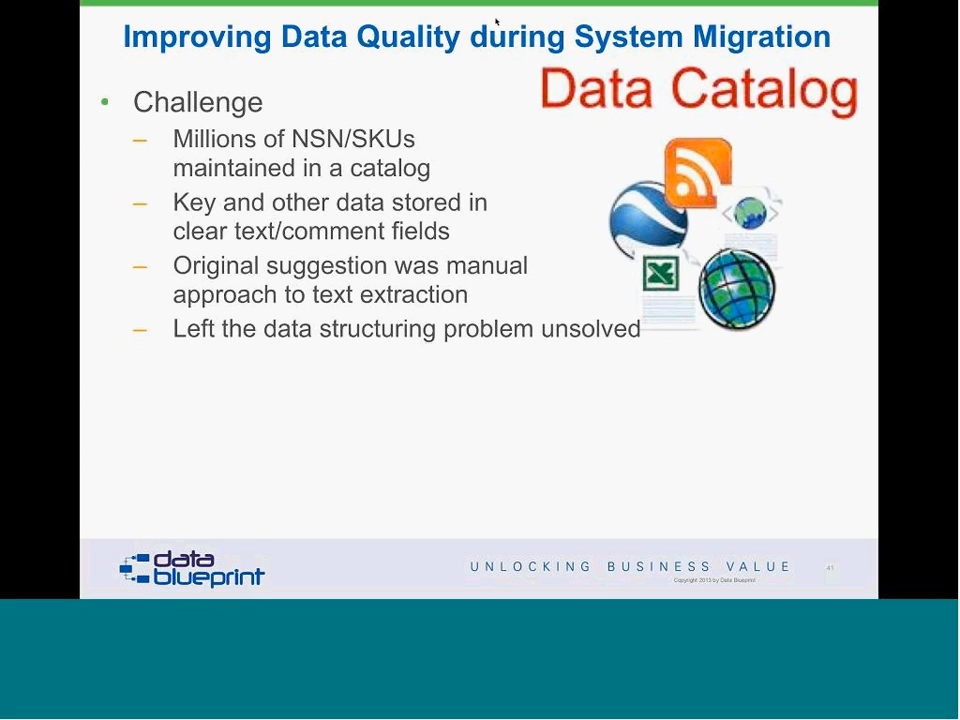 Improving Data Quality during System Migration
Data Catalog
• Challenge
– Millions of NSN/SKUs
maintained in a catalog
– Key and other data stored in
clear text/comment fields
– Original suggestion was manual
approach to text extraction
– Left the data structuring problem unsolved
data
blueprint
UNLOCKING BUSINESS VALUE
41
Copyright 2013 by Data Blueprint